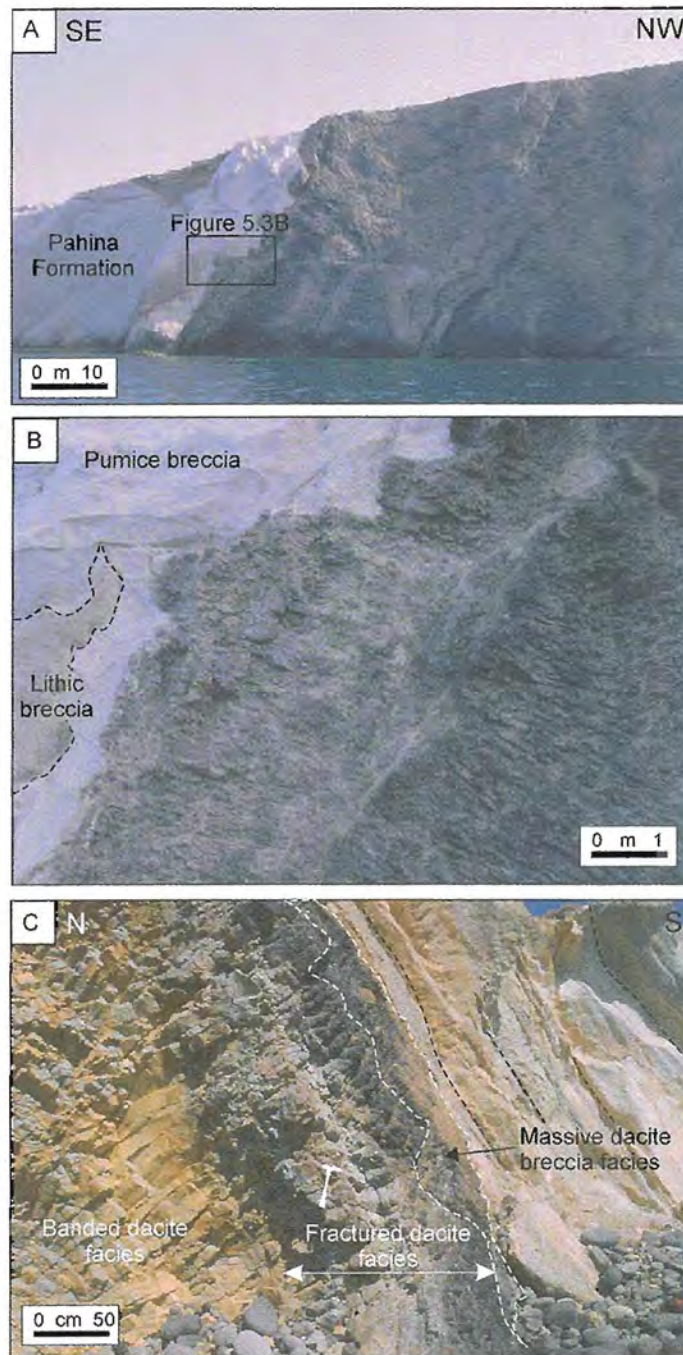 A SE NW
Figure 5.3B
Pahina
Formation
0 m 10
B
Pumice breccia
Lithic
breccia
0 m 1
C N S
Massive dacite
breccia facies
Banded dacite
facies
Fractured dacite
facies
0 cm 50